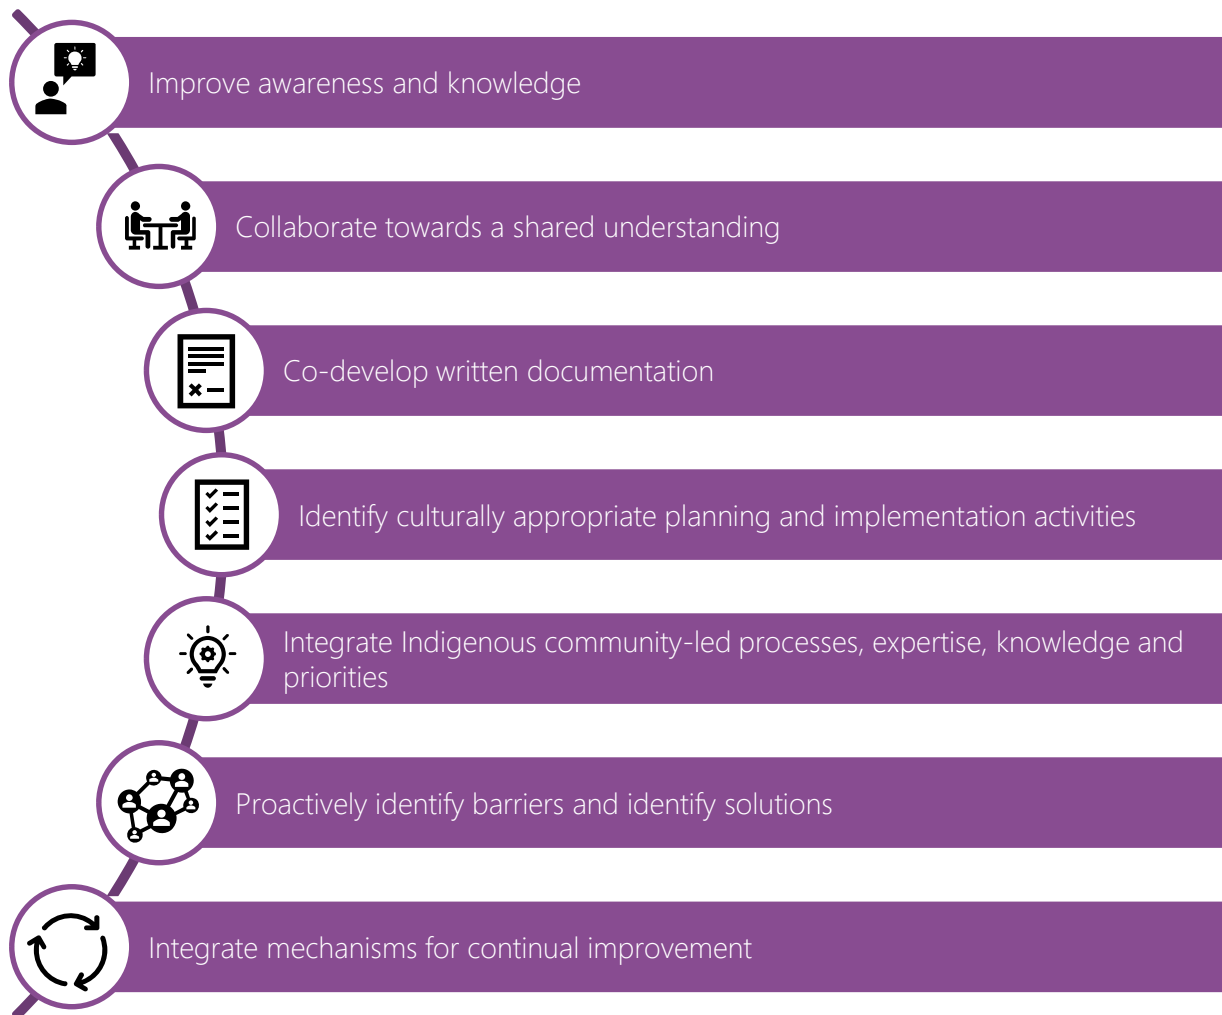 Improve awareness and knowledge
Collaborate towards a shared understanding
Co-develop written documentation
Identify culturally appropriate planning and implementation activities
Integrate Indigenous community-led processes, expertise, knowledge and
priorities
Proactively identify barriers and identify solutions
Integrate mechanisms for continual improvement